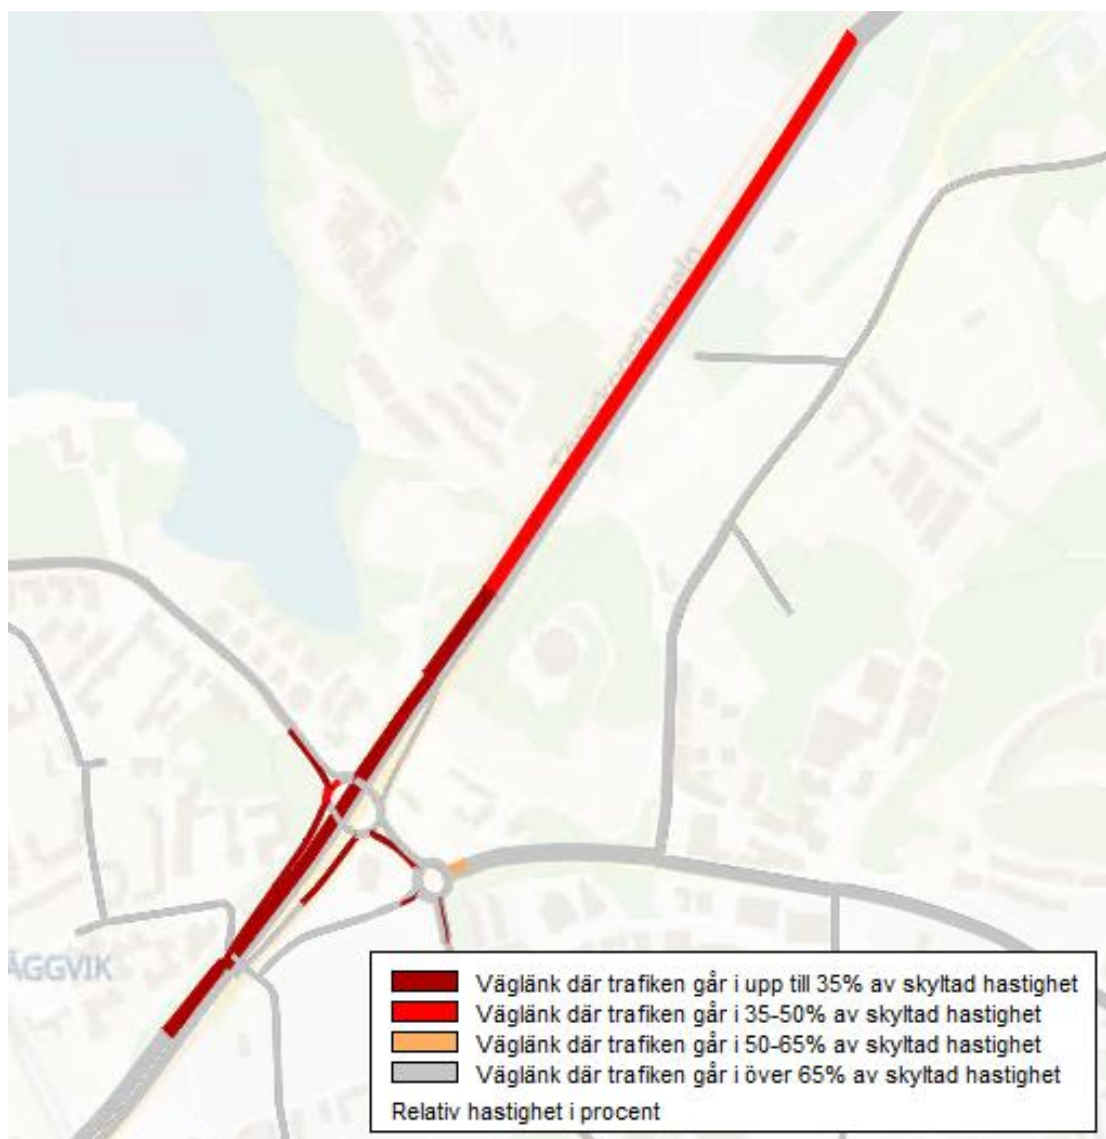 ÄGGVIK
Väglänk där trafiken går i upp till 35% av skyltad hastighet
Väglänk där trafiken går i 35-50% av skyltad hastighet
Väglänk där trafiken går i 50-65% av skyltad hastighet
Väglänk där trafiken går i över 65% av skyltad hastighet
Relativ hastighet i procent